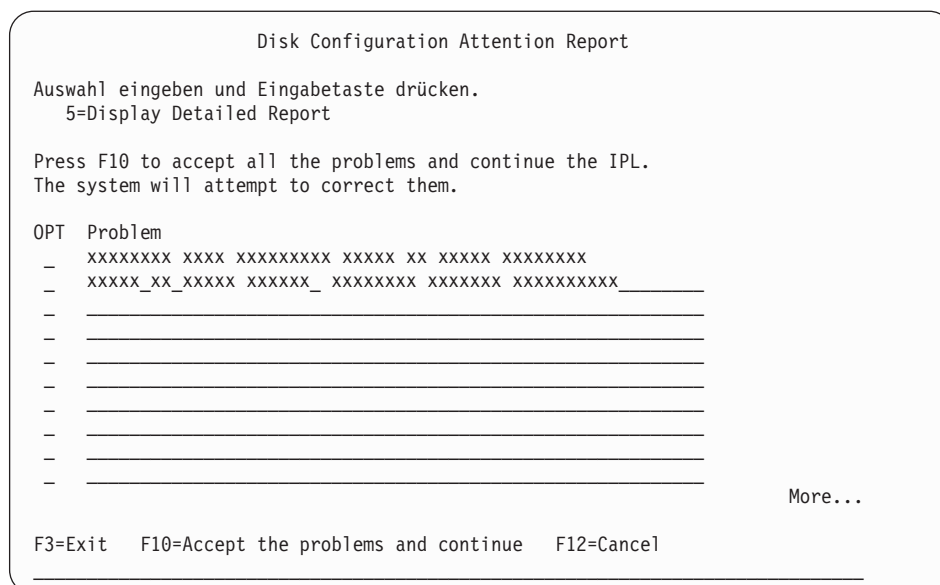 Disk Configuration Attention Report
Auswahl eingeben und Eingabetaste drücken.
5=Display Detailed Report
Press F10 to accept all the problems and continue the IPL.
The system will attempt to correct them.
OPT Problem
_ xxxxxxxx xxxx xxxxxxxxx xxxxx xx xxxxx xxxxxxxx
_ xxxxx_xx_xxxxx xxxxxx_ xxxxxxxx xxxxxxx xxxxxxxxxx________
More...
F3=Exit F10=Accept the problems and continue F12=Cancel